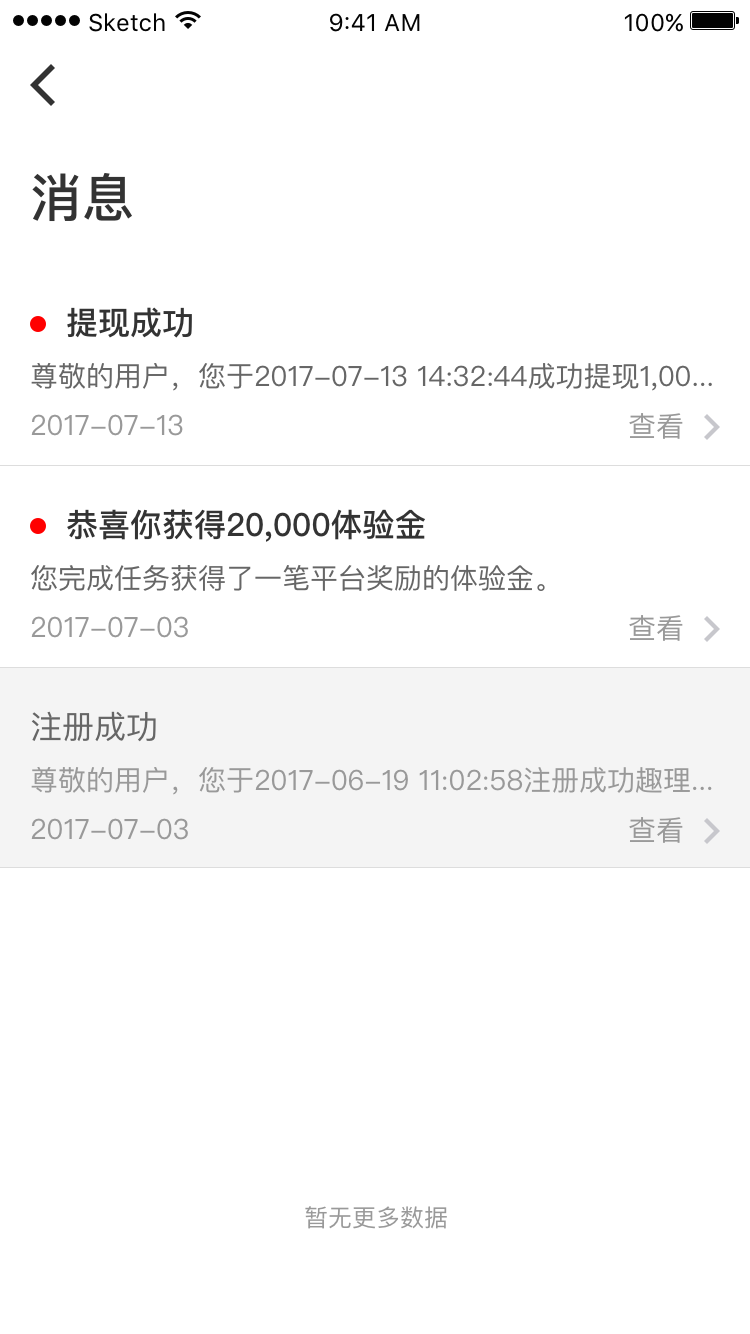 Sketch 9:41 AM 100%
消息
提现成功
尊敬的用户，您于2017-07-13 14:32:44成功提现1,00...
2017-07-13 查看
恭喜你获得20,000体验金
您完成任务获得了一笔平台奖励的体验金。
2017-07-03 查看
注册成功
尊敬的用户，您于2017-06-19 11:02:58注册成功趣理...
2017-07-03 查看
暂无更多数据